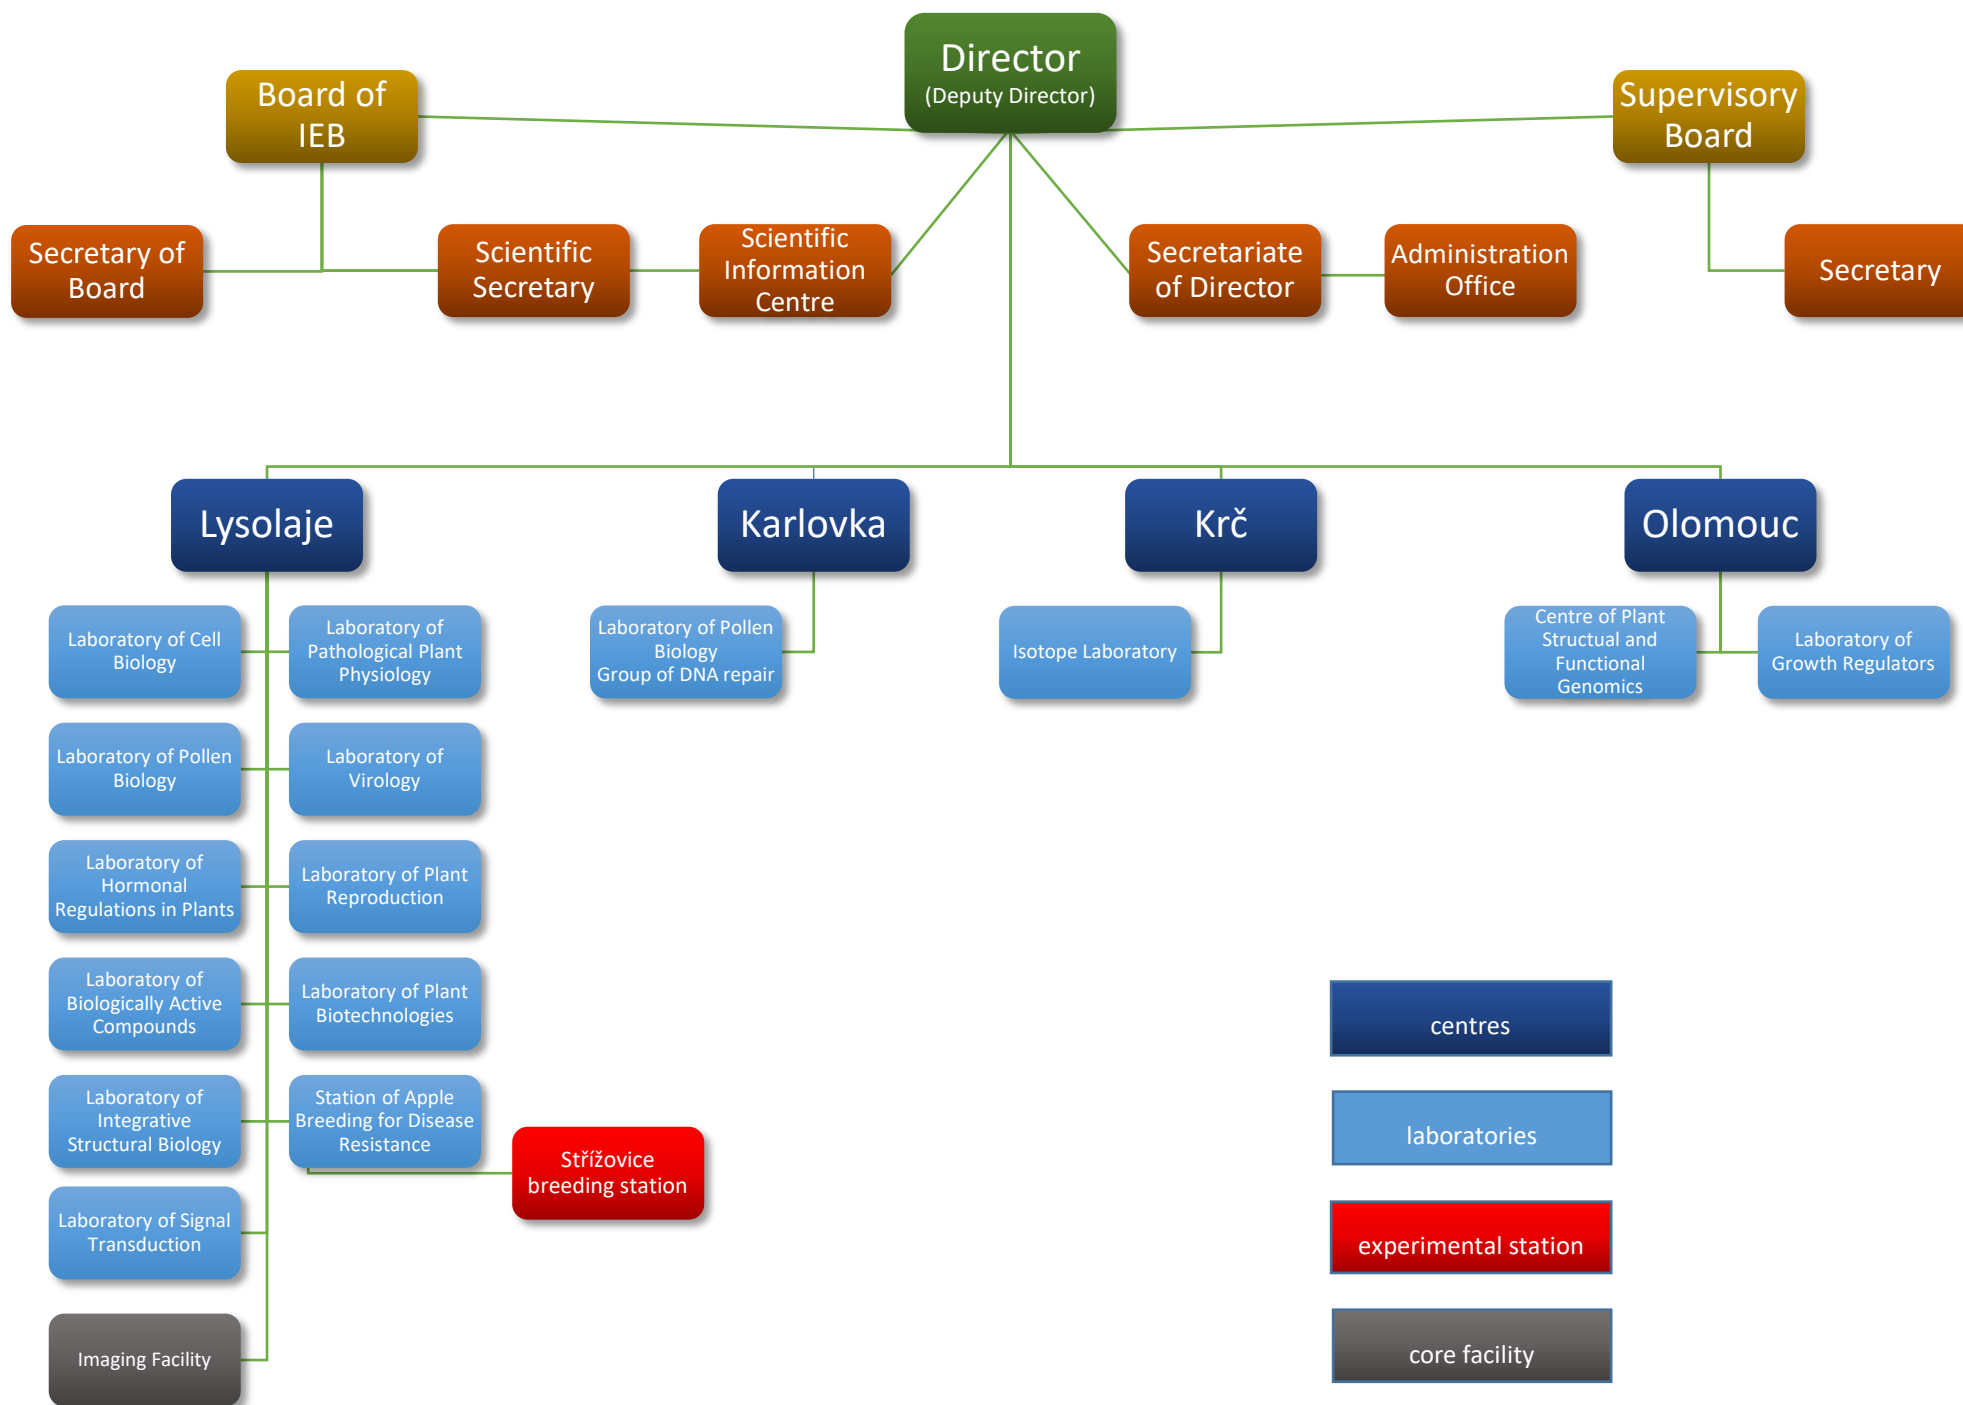 Director
(Deputy Director)
Board of
IEB
Supervisory
Board
Secretary of
Board
Scientific
Secretary
Scientific
Information
Centre
Secretariate
of Director
Administration
Office
Secretary
Lysolaje
Karlovka
Krč
Olomouc
Laboratory of Cell
Biology
Laboratory of
Pathological Plant
Physiology
Laboratory of Pollen
Biology
Group of DNA repair
Isotope Laboratory
Centre of Plant
Structual and
Functional
Genomics
Laboratory of
Growth Regulators
Laboratory of Pollen
Biology
Laboratory of
Virology
Laboratory of
Hormonal
Regulations in Plants
Laboratory of Plant
Reproduction
Laboratory of
Biologically Active
Compounds
Laboratory of Plant
Biotechnologies
Laboratory of
Integrative
Structural Biology
Station of Apple
Breeding for Disease
Resistance
Střížovice
breeding station
Laboratory of Signal
Transduction
Imaging Facility
centres
laboratories
experimental station
core facility